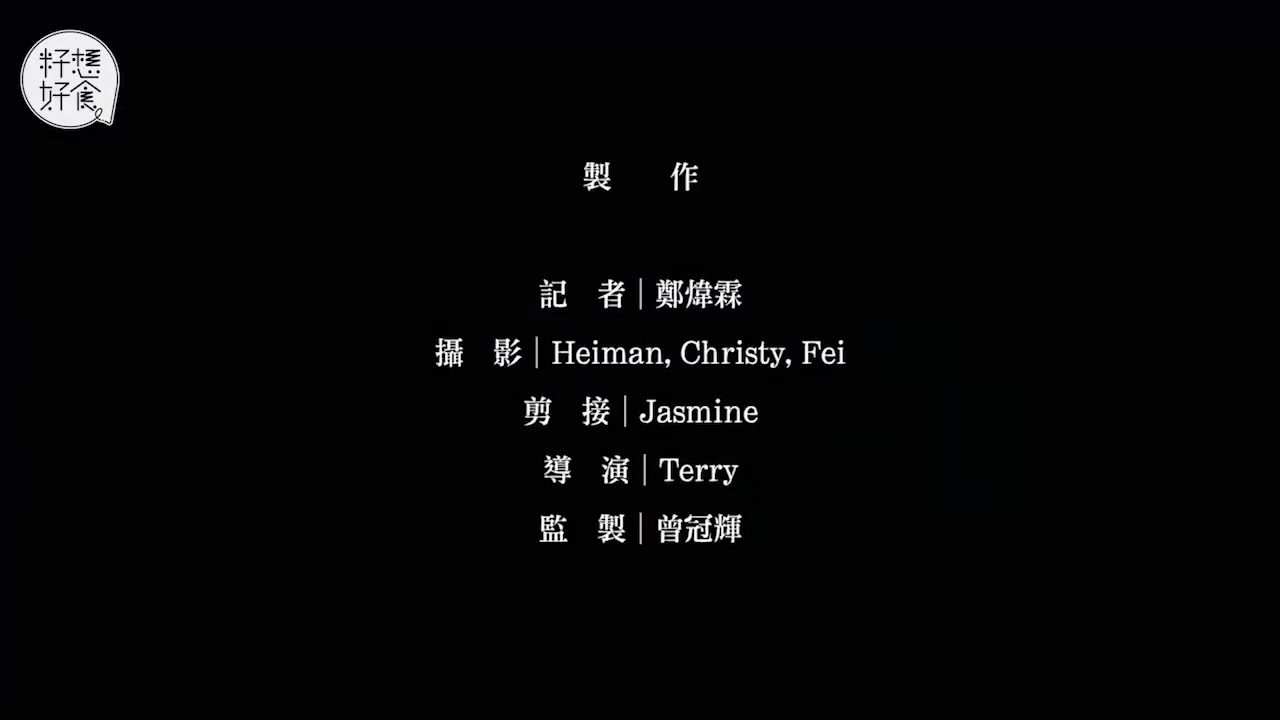 籽想
好食
製 作
記 者｜鄭煒霖
攝 影｜Heiman, Christy, Fei
剪 接｜Jasmine
導 演｜Terry
監 製｜曾冠輝